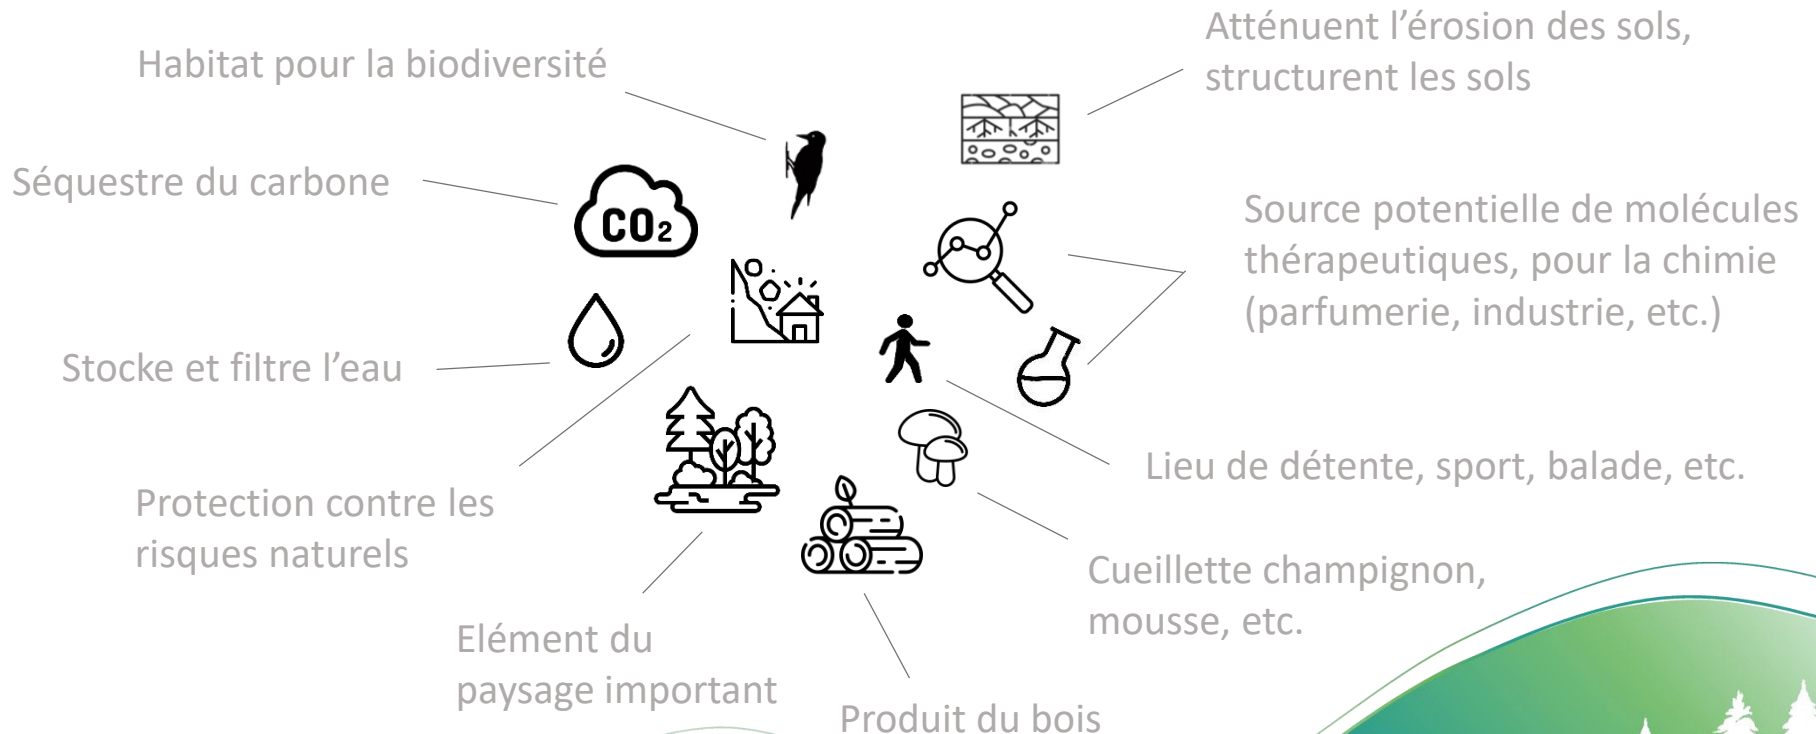 Habitat pour la biodiversité
Atténuent l’érosion des sols,
structurent les sols
Séquestre du carbone
CO₂
Source potentielle de molécules
thérapeutiques, pour la chimie
(parfumerie, industrie, etc.)
Stocke et filtre l’eau
Protection contre les
risques naturels
Lieu de détente, sport, balade, etc.
Cueillette champignon,
mousse, etc.
Elément du
paysage important
Produit du bois